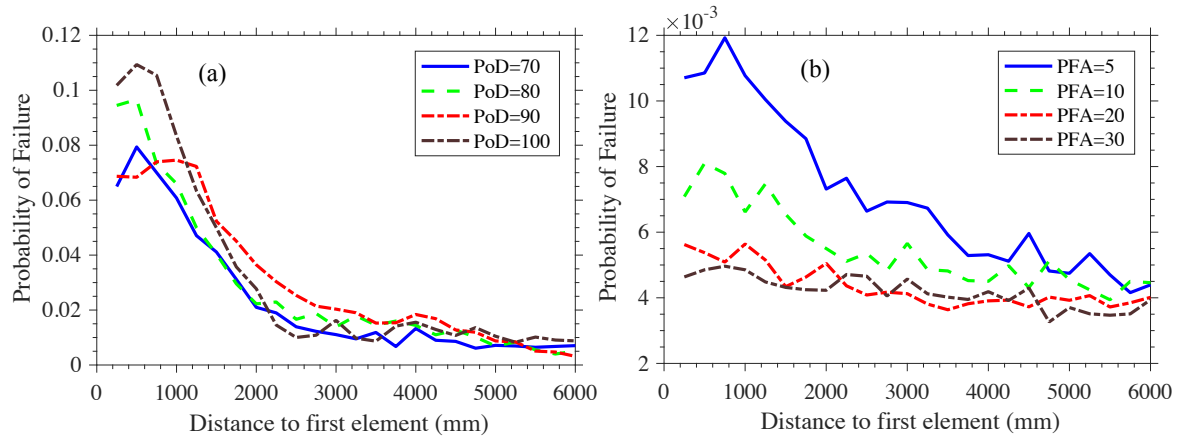 (a)
PoD=70
PoD=80
PoD=90
PoD=100
Probability of Failure
0.12
0.1
0.08
0.06
0.04
0.02
0
0 1000 2000 3000 4000 5000 6000
Distance to first element (mm)
×10⁻³
(b)
PFA=5
PFA=10
PFA=20
PFA=30
Probability of Failure
12
10
8
6
4
2
0 1000 2000 3000 4000 5000 6000
Distance to first element (mm)